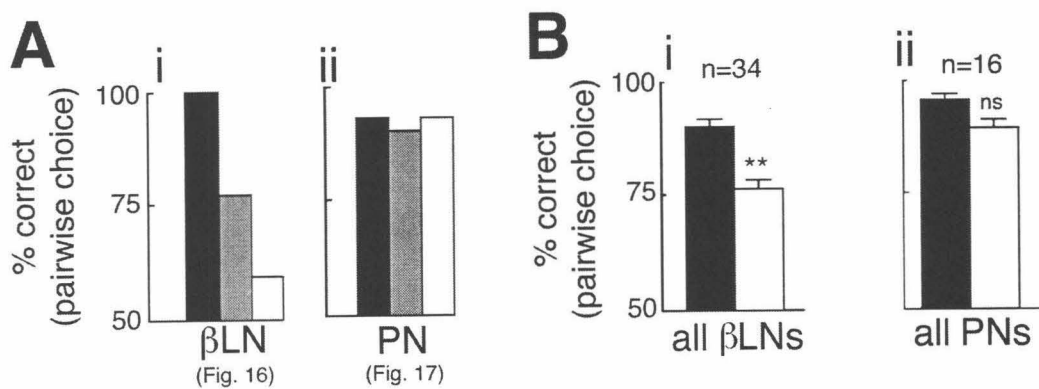 A
i
ii
% correct
(pairwise choice)
100
75
50
βLN
(Fig. 16)
PN
(Fig. 17)
B
i
n=34
ii
n=16
% correct
(pairwise choice)
100
75
50
**
ns
all βLNs
all PNs